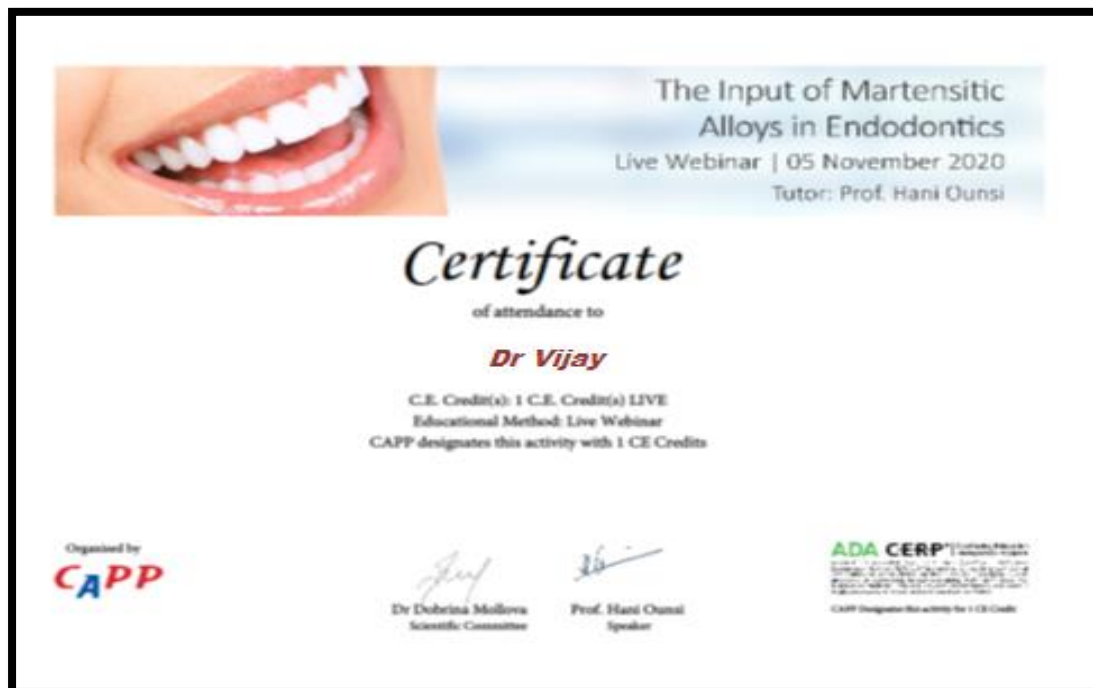 The Input of Martensitic
Alloys in Endodontics
Live Webinar | 05 November 2020
Tutor: Prof. Hani Ounsi
Certificate
of attendance to
Dr Vijay
C.E. Credit(s): 1 C.E. Credit(s) LIVE
Educational Method: Live Webinar
CAPP designates this activity with 1 CE Credits
Organised by
CAPP
Dr Dobrina Mollova
Scientific Committee
Prof. Hani Ounsi
Speaker
ADA CERP®
CAPP Designates this activity for 1 CE Credit